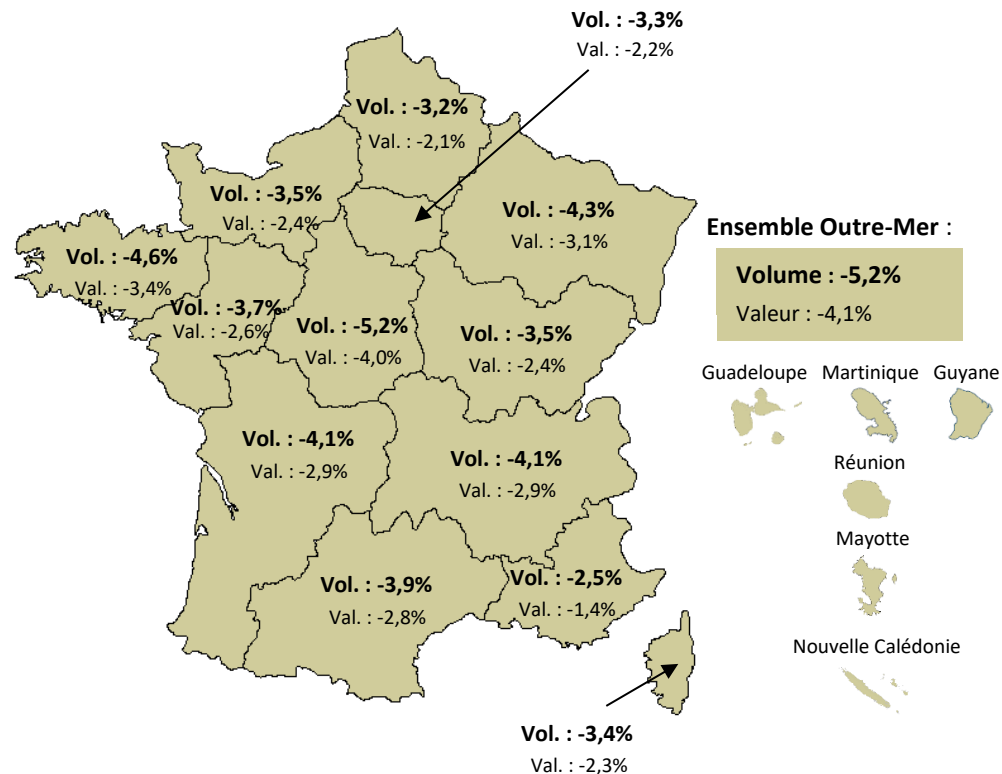 Vol. : -3,3%
Val. : -2,2%
Vol. : -3,2%
Val. : -2,1%
Vol. : -3,5%
Val. : -2,4%
Vol. : -4,3%
Val. : -3,1%
Vol. : -4,6%
Val. : -3,4%
Vol. : -3,7%
Val. : -2,6%
Vol. : -5,2%
Val. : -4,0%
Vol. : -3,5%
Val. : -2,4%
Vol. : -4,1%
Val. : -2,9%
Vol. : -4,1%
Val. : -2,9%
Vol. : -3,9%
Val. : -2,8%
Vol. : -2,5%
Val. : -1,4%
Vol. : -3,4%
Val. : -2,3%
Ensemble Outre-Mer :
Volume : -5,2%
Valeur : -4,1%
Guadeloupe Martinique Guyane
Réunion
Mayotte
Nouvelle Calédonie